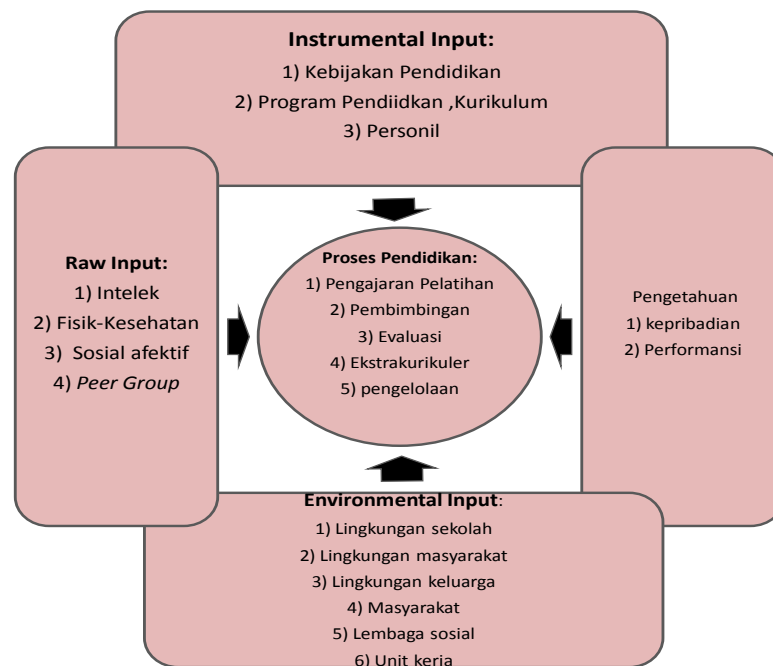 Instrumental Input:
1) Kebijakan Pendidikan
2) Program Pendiidkan ,Kurikulum
3) Personil
Raw Input:
1) Intelek
2) Fisik-Kesehatan
3) Sosial afektif
4) Peer Group
Proses Pendidikan:
1) Pengajaran Pelatihan
2) Pembimbingan
3) Evaluasi
4) Ekstrakurikuler
5) pengelolaan
Pengetahuan
1) kepribadian
2) Performansi
Environmental Input:
1) Lingkungan sekolah
2) Lingkungan masyarakat
3) Lingkungan keluarga
4) Masyarakat
5) Lembaga sosial
6) Unit kerja